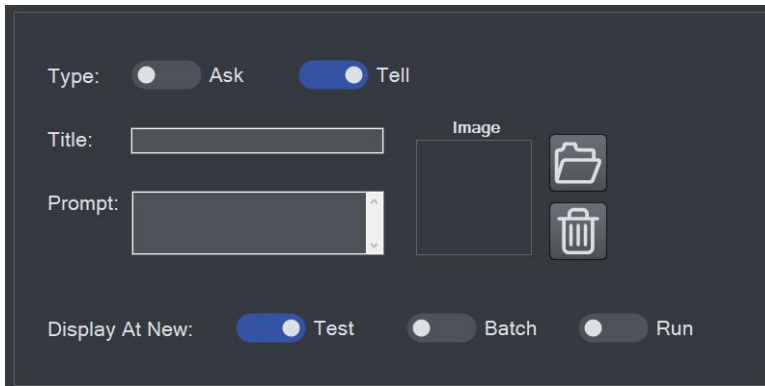 Type: Ask Tell
Title:
Image
Prompt:
Display At New: Test Batch Run